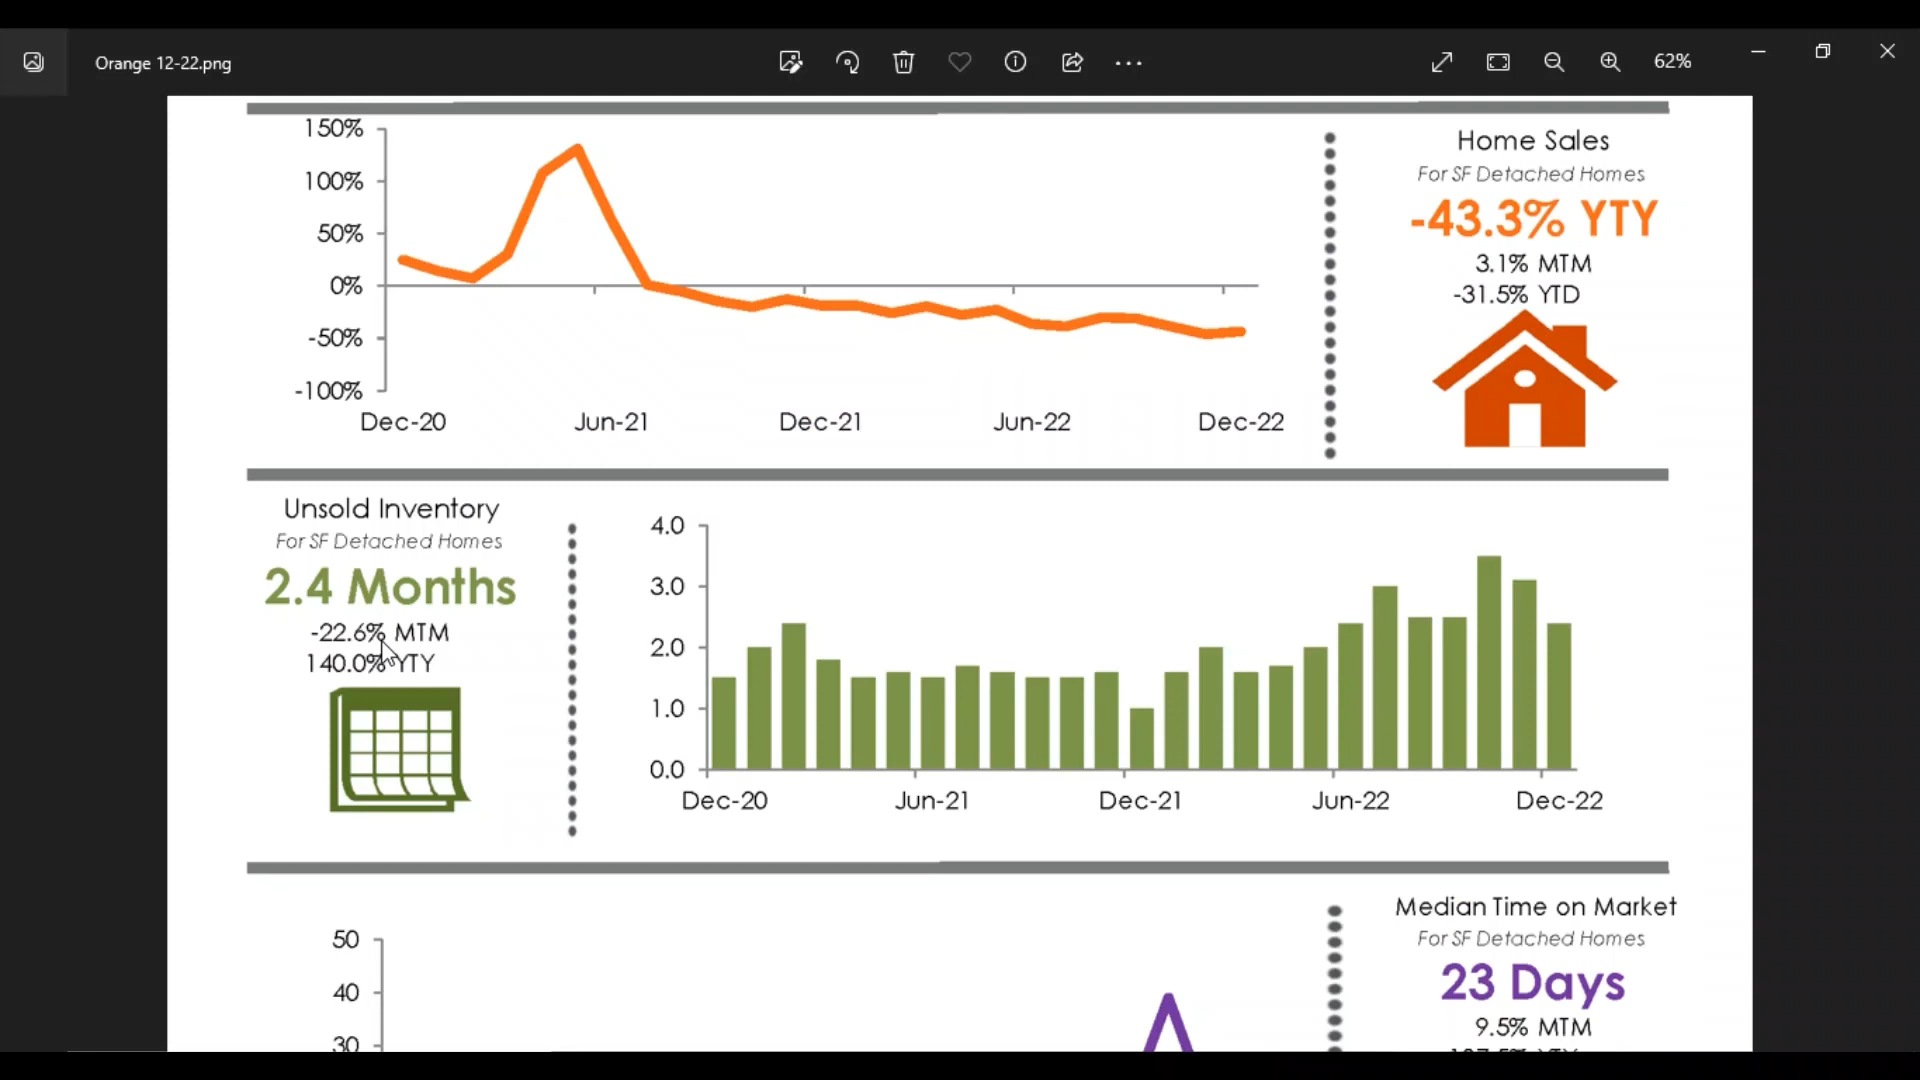 Orange 12-22.png
62%
150%
100%
50%
0%
-50%
-100%
Dec-20 Jun-21 Dec-21 Jun-22 Dec-22
Home Sales
For SF Detached Homes
-43.3% YTY
3.1% MTM
-31.5% YTD
Unsold Inventory
For SF Detached Homes
2.4 Months
-22.6% MTM
140.0% YTY
4.0
3.0
2.0
1.0
0.0
Dec-20 Jun-21 Dec-21 Jun-22 Dec-22
50
40
30
Median Time on Market
For SF Detached Homes
23 Days
9.5% MTM